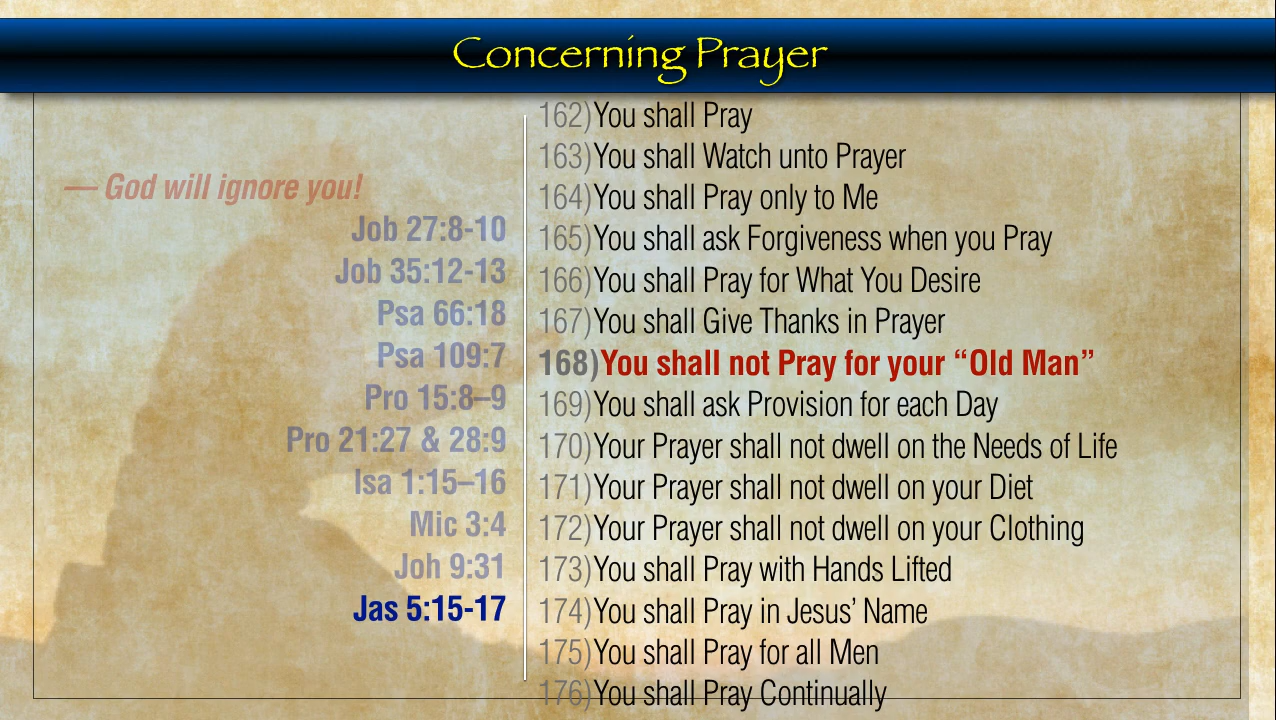 Concerning Prayer
— God will ignore you!
Job 27:8-10
Job 35:12-13
Psa 66:18
Psa 109:7
Pro 15:8–9
Pro 21:27 & 28:9
Isa 1:15–16
Mic 3:4
Joh 9:31
Jas 5:15-17
162)You shall Pray
163)You shall Watch unto Prayer
164)You shall Pray only to Me
165)You shall ask Forgiveness when you Pray
166)You shall Pray for What You Desire
167)You shall Give Thanks in Prayer
168)You shall not Pray for your “Old Man”
169)You shall ask Provision for each Day
170)Your Prayer shall not dwell on the Needs of Life
171)Your Prayer shall not dwell on your Diet
172)Your Prayer shall not dwell on your Clothing
173)You shall Pray with Hands Lifted
174)You shall Pray in Jesus’ Name
175)You shall Pray for all Men
176)You shall Pray Continually